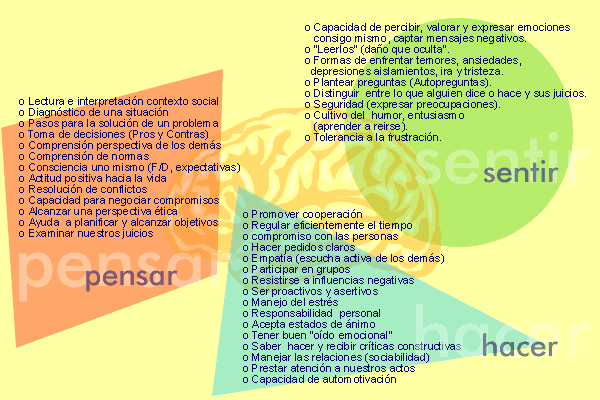 o Lectura e interpretación contexto social
o Diagnóstico de una situación
o Pasos para la solución de un problema
o Toma de decisiones (Pros y Contras)
o Comprensión perspectiva de los demás
o Comprensión de normas
o Consciencia uno mismo (F/D, expectativas)
o Actitud positiva hacia la vida
o Resolución de conflictos
o Capacidad para negociar compromisos
o Alcanzar una perspectiva ética
o Ayuda a planificar y alcanzar objetivos
o Examinar nuestros juicios
pensar
pensar
o Capacidad de percibir, valorar y expresar emociones
consigo mismo, captar mensajes negativos.
o "Leerlos" (daño que oculta".
o Formas de enfrentar temores, ansiedades,
depresiones aislamientos, ira y tristeza.
o Plantear preguntas (Autopreguntas).
o Distinguir entre lo que alguien dice o hace y sus juicios.
o Seguridad (expresar preocupaciones).
o Cultivo del humor, entusiasmo
(aprender a reirse).
o Tolerancia a la frustración.
sentir
sentir
o Promover cooperación
o Regular eficientemente el tiempo
o compromiso con las personas
o Hacer pedidos claros
o Empatía (escucha activa de los demás)
o Participar en grupos
o Resistirse a influencias negativas
o Ser proactivos y asertivos
o Manejo del estrés
o Responsabilidad personal
o Acepta estados de ánimo
o Tener buen "oído emocional"
o Saber hacer y recibir críticas constructivas
o Manejar las relaciones (sociabilidad)
o Prestar atención a nuestros actos
o Capacidad de automotivación
hacer
hacer